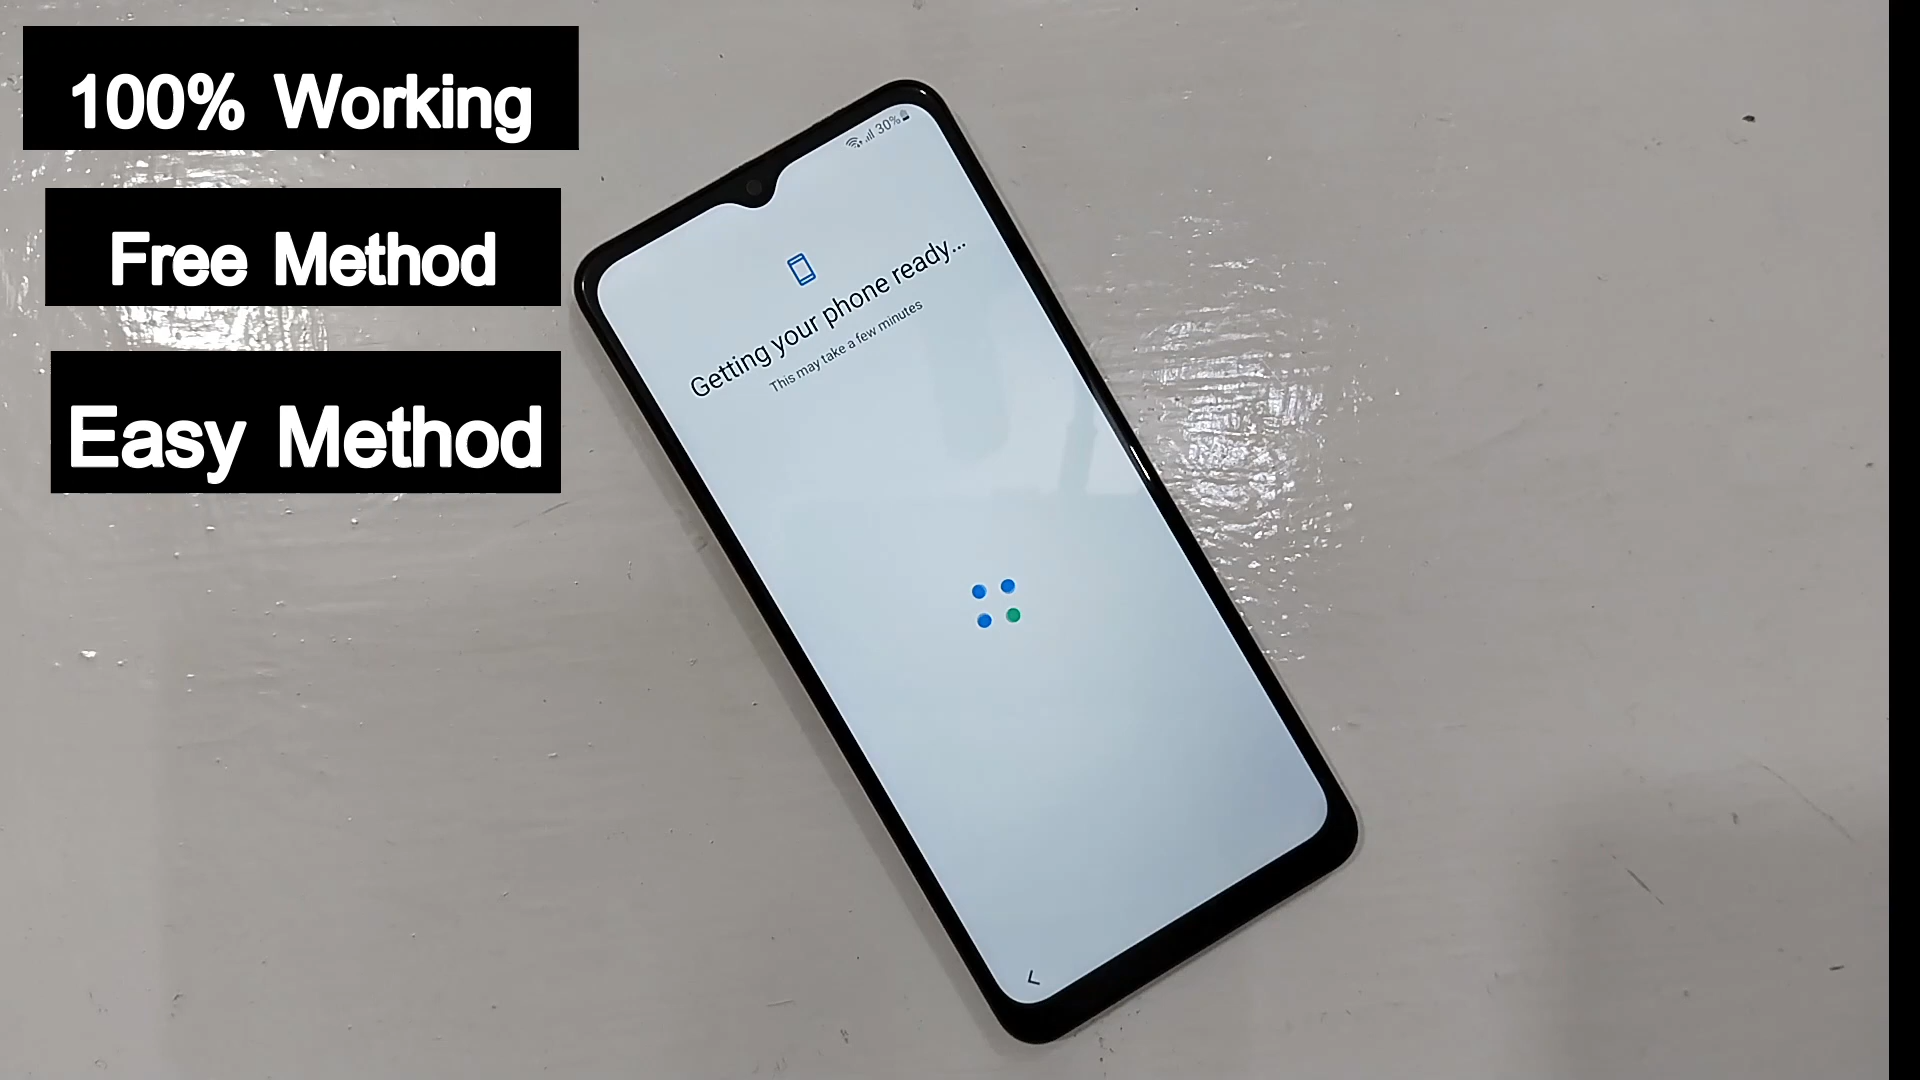 100% Working
Free Method
Easy Method
30%
Getting your phone ready...
This may take a few minutes